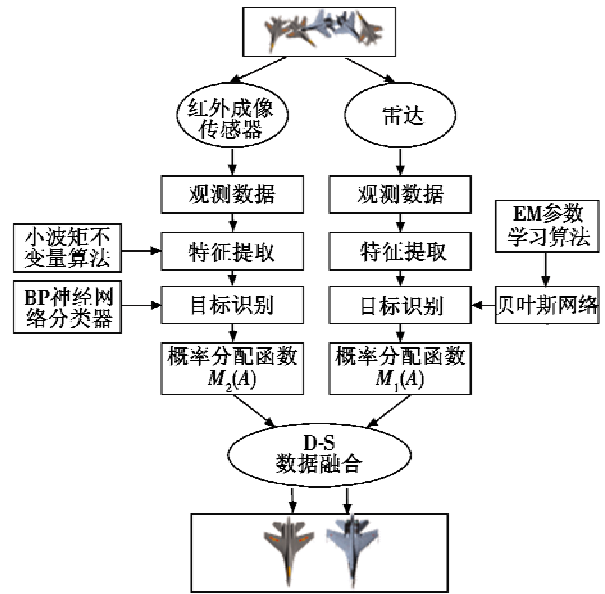 红外成像
传感器
雷达
观测数据
观测数据
EM参数
学习算法
小波矩不
变量算法
特征提取
特征提取
BP神经网
络分类器
目标识别
目标识别
贝叶斯网络
概率分配函数
M₂(A)
概率分配函数
M₁(A)
D-S
数据融合